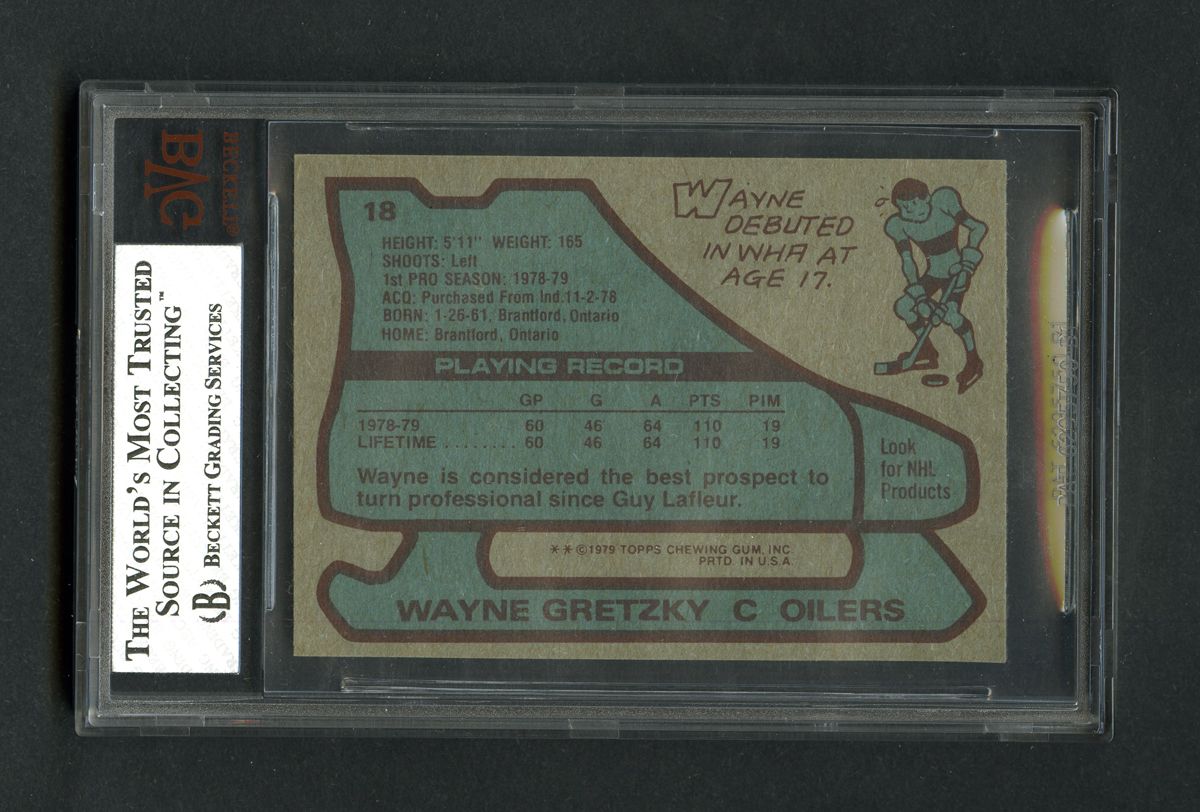 BECKETT®
BVG
THE WORLD'S MOST TRUSTED
SOURCE IN COLLECTING™
BECKETT GRADING SERVICES
B
18
HEIGHT: 5'11" WEIGHT: 165
SHOOTS: Left
1st PRO SEASON: 1978-79
ACQ: Purchased From Ind.11-2-78
BORN: 1-26-61, Brantford, Ontario
HOME: Brantford, Ontario
WAYNE
DEBUTED
IN WHA AT
AGE 17.
PLAYING RECORD
GP G A PTS PIM
1978-79 60 46 64 110 19
LIFETIME ........ 60 46 64 110 19
Wayne is considered the best prospect to
turn professional since Guy Lafleur.
Look
for NHL
Products
**©1979 TOPPS CHEWING GUM, INC.
PRTD. IN U.S.A.
WAYNE GRETZKY C OILERS